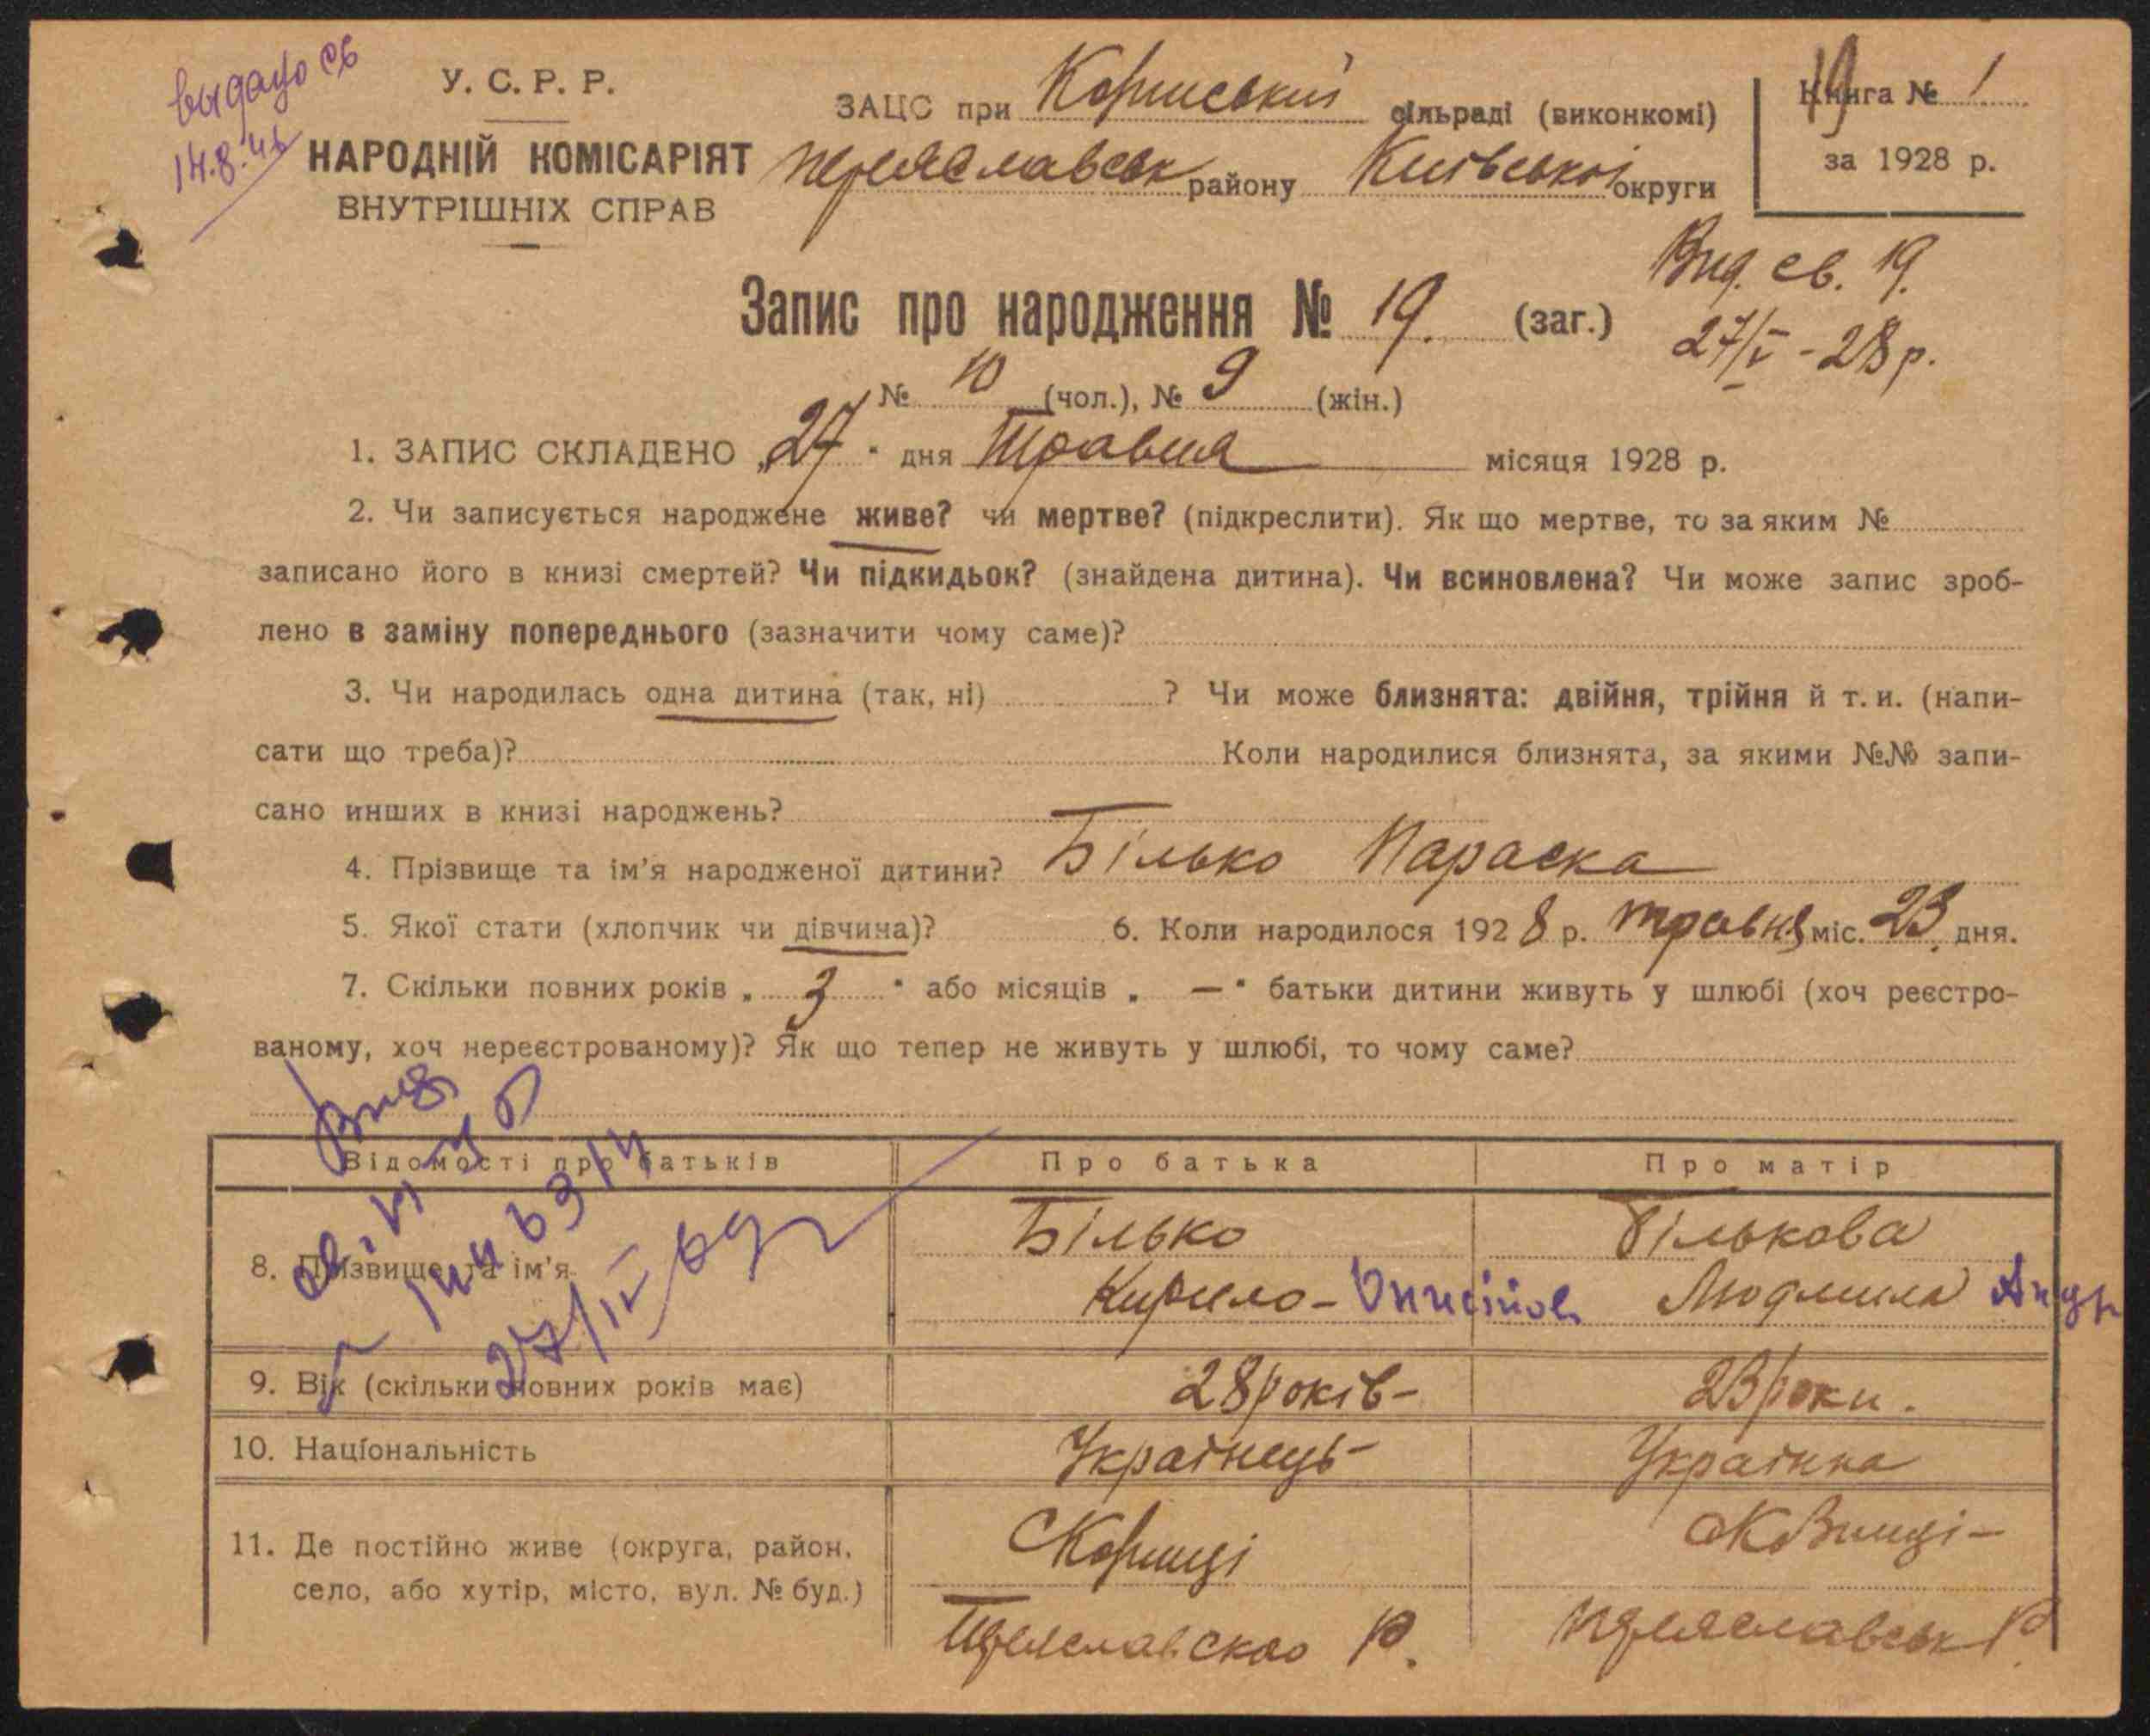 видано св
14.8.46
У. С. Р. Р.
НАРОДНІЙ КОМІСАРІЯТ
ВНУТРІШНІХ СПРАВ
ЗАЦС при сільраді (виконкомі)
Переяславськ району Київської округи
19
Книга № 1
за 1928 р.
Вид. св. 19.
27/V - 28 р.
Запис про народження № 19. (заг.)
№ 10 (чол.), № 9 (жін.)
1. ЗАПИС СКЛАДЕНО „27" дня Травня місяця 1928 р.
2. Чи записується народжене живе? чи мертве? (підкреслити). Як що мертве, то за яким №
записано його в книзі смертей? Чи підкидьок? (знайдена дитина). Чи всиновлена? Чи може запис зроб-
лено в заміну попереднього (зазначити чому саме)?
3. Чи народилась одна дитина (так, ні) ? Чи може близнята: двійня, трійня й т. и. (напи-
сати що треба)? Коли народилися близнята, за якими №№ запи-
сано инших в книзі народжень?
4. Прізвище та ім'я народженої дитини? Білько Параска
5. Якої стати (хлопчик чи дівчина)? 6. Коли народилося 1928 р. травня міс. 23 дня.
7. Скільки повних років „ 3 " або місяців „ — " батьки дитини живуть у шлюбі (хоч реєстро-
ваному, хоч нереєстрованому)? Як що тепер не живуть у шлюбі, то чому саме?
Відомості про батьків Про батька Про матір
8. Прізвище та ім'я Білько Бількова
Кирило - Людмила
27/IV 69
9. Вік (скільки повних років має) 28 років - 23 роки.
10. Національність Українець - Українка
11. Де постійно живе (округа, район,
село, або хутір, місто, вул. № буд.)
Переяславськ Р.